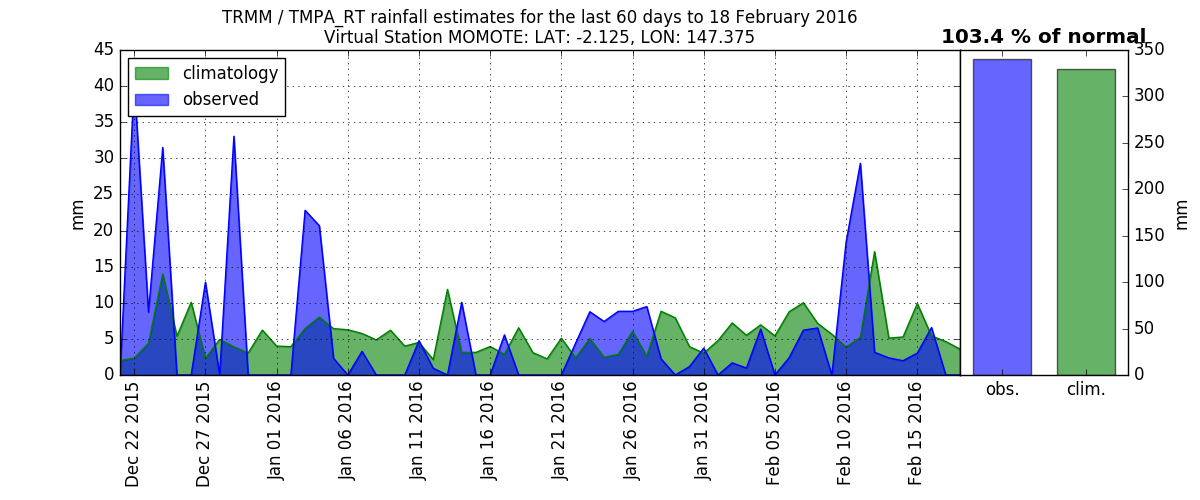 TRMM / TMPA_RT rainfall estimates for the last 60 days to 18 February 2016
Virtual Station MOMOTE: LAT: -2.125, LON: 147.375
103.4 % of normal
climatology
observed
45
40
35
30
25
20
15
10
5
0
mm
Dec 22 2015
Dec 27 2015
Jan 01 2016
Jan 06 2016
Jan 11 2016
Jan 16 2016
Jan 21 2016
Jan 26 2016
Jan 31 2016
Feb 05 2016
Feb 10 2016
Feb 15 2016
obs.
clim.
350
300
250
200
150
100
50
0
mm